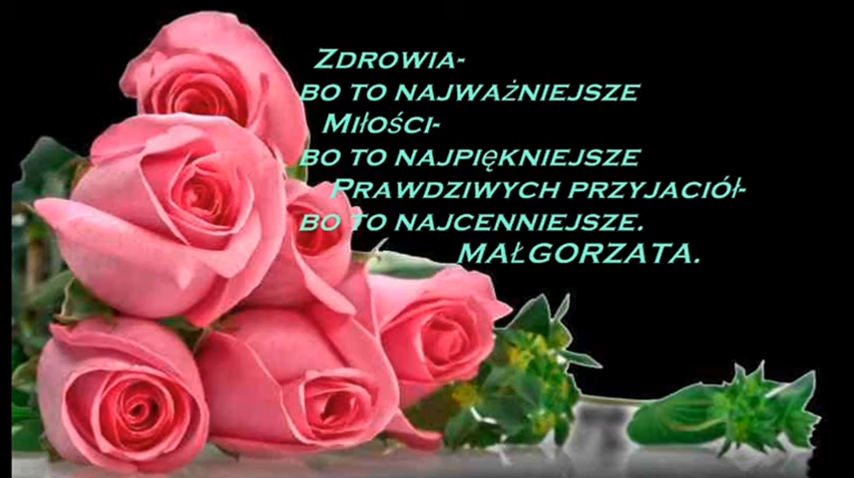 Zdrowia-
bo to najważniejsze
Miłości-
bo to najpiękniejsze
Prawdziwych przyjaciół-
bo to najcenniejsze.
MAŁGORZATA.